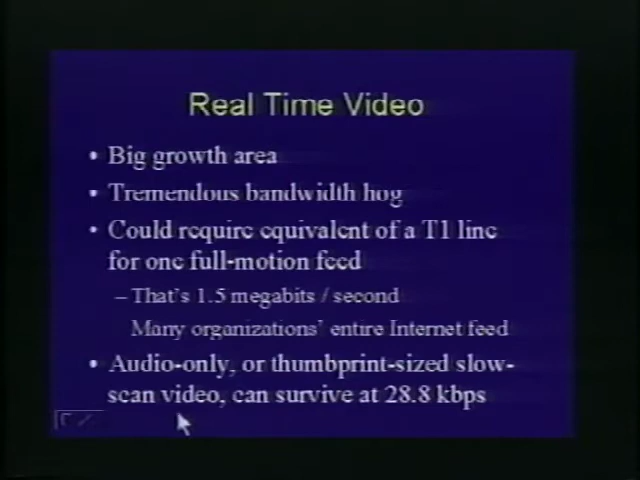 Real Time Video
• Big growth area
• Tremendous bandwidth hog
• Could require equivalent of a T1 line
for one full-motion feed
– That's 1.5 megabits / second
Many organizations' entire Internet feed
• Audio-only, or thumbprint-sized slow-
scan video, can survive at 28.8 kbps